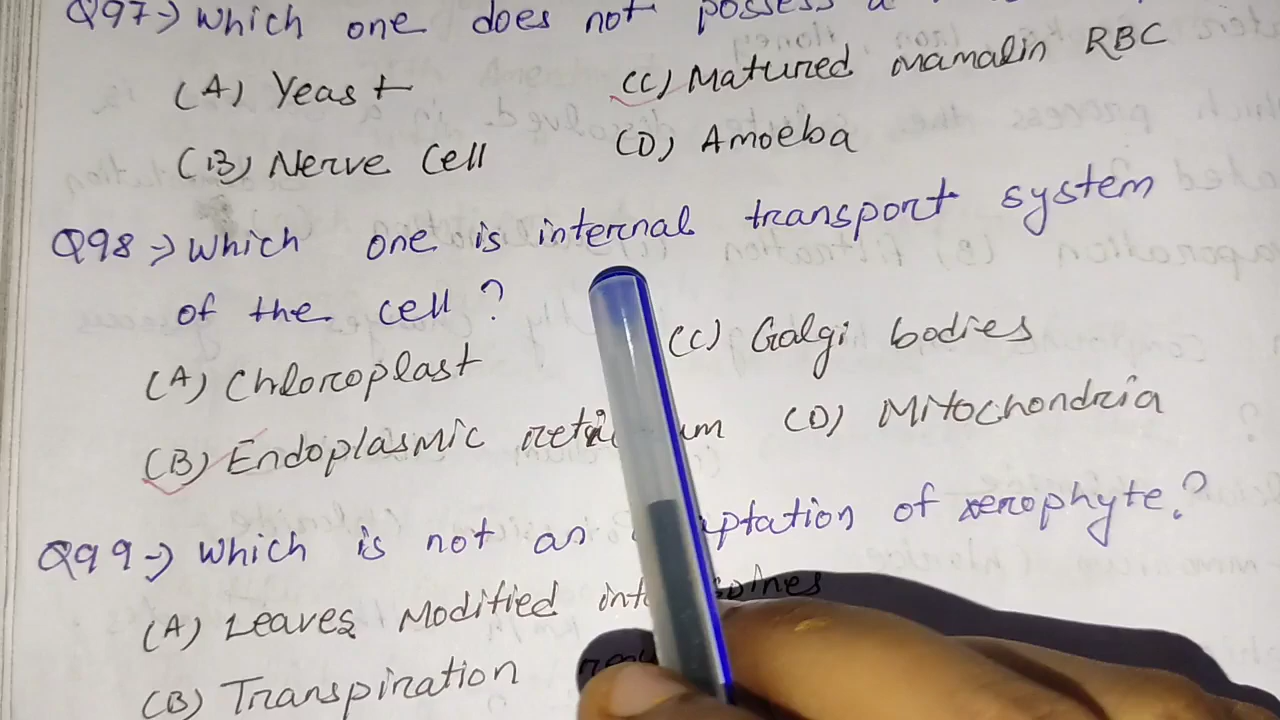 Q97-> Which one does not possess a
(A) Yeast
(C) Matured mamalin RBC
(B) Nerve cell
(D) Amoeba
Q98-> Which one is internal transport system
of the cell?
(A) Chloroplast
(C) Golgi bodies
(B) Endoplasmic
(D) Mitochondria
Q99-> Which is not an of xerophyte?
(A) Leaves Modified
(B) Transpiration